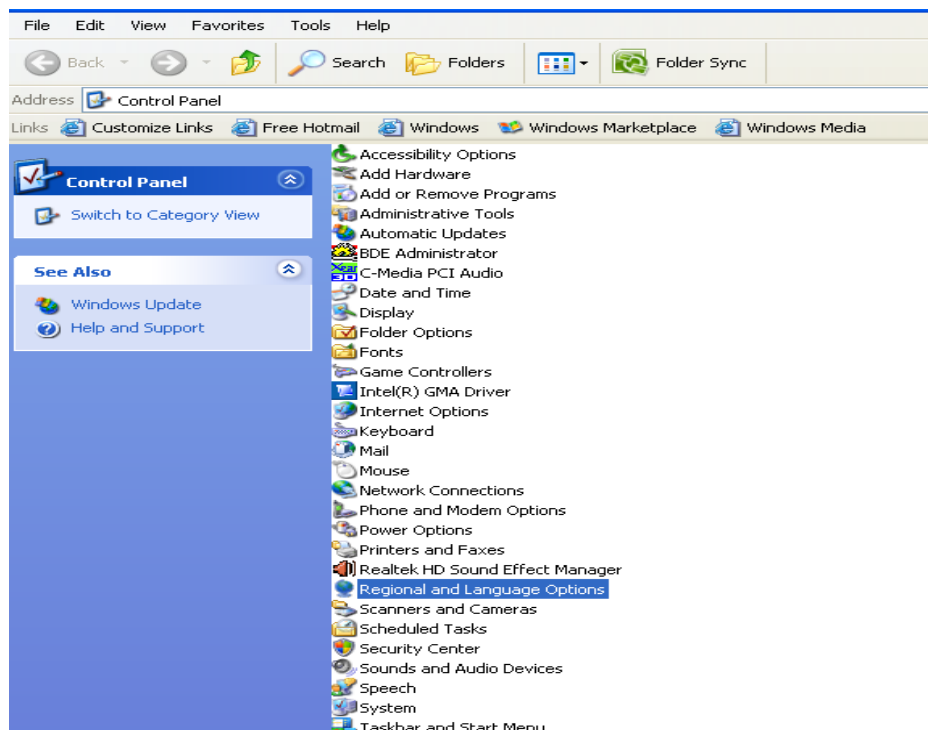 File Edit View Favorites Tools Help
Back Search Folders Folder Sync
Address Control Panel
Links Customize Links Free Hotmail Windows Windows Marketplace Windows Media
Control Panel
Switch to Category View
See Also
Windows Update
Help and Support
Accessibility Options
Add Hardware
Add or Remove Programs
Administrative Tools
Automatic Updates
BDE Administrator
C-Media PCI Audio
Date and Time
Display
Folder Options
Fonts
Game Controllers
Intel(R) GMA Driver
Internet Options
Keyboard
Mail
Mouse
Network Connections
Phone and Modem Options
Power Options
Printers and Faxes
Realtek HD Sound Effect Manager
Regional and Language Options
Scanners and Cameras
Scheduled Tasks
Security Center
Sounds and Audio Devices
Speech
System
Taskbar and Start Menu